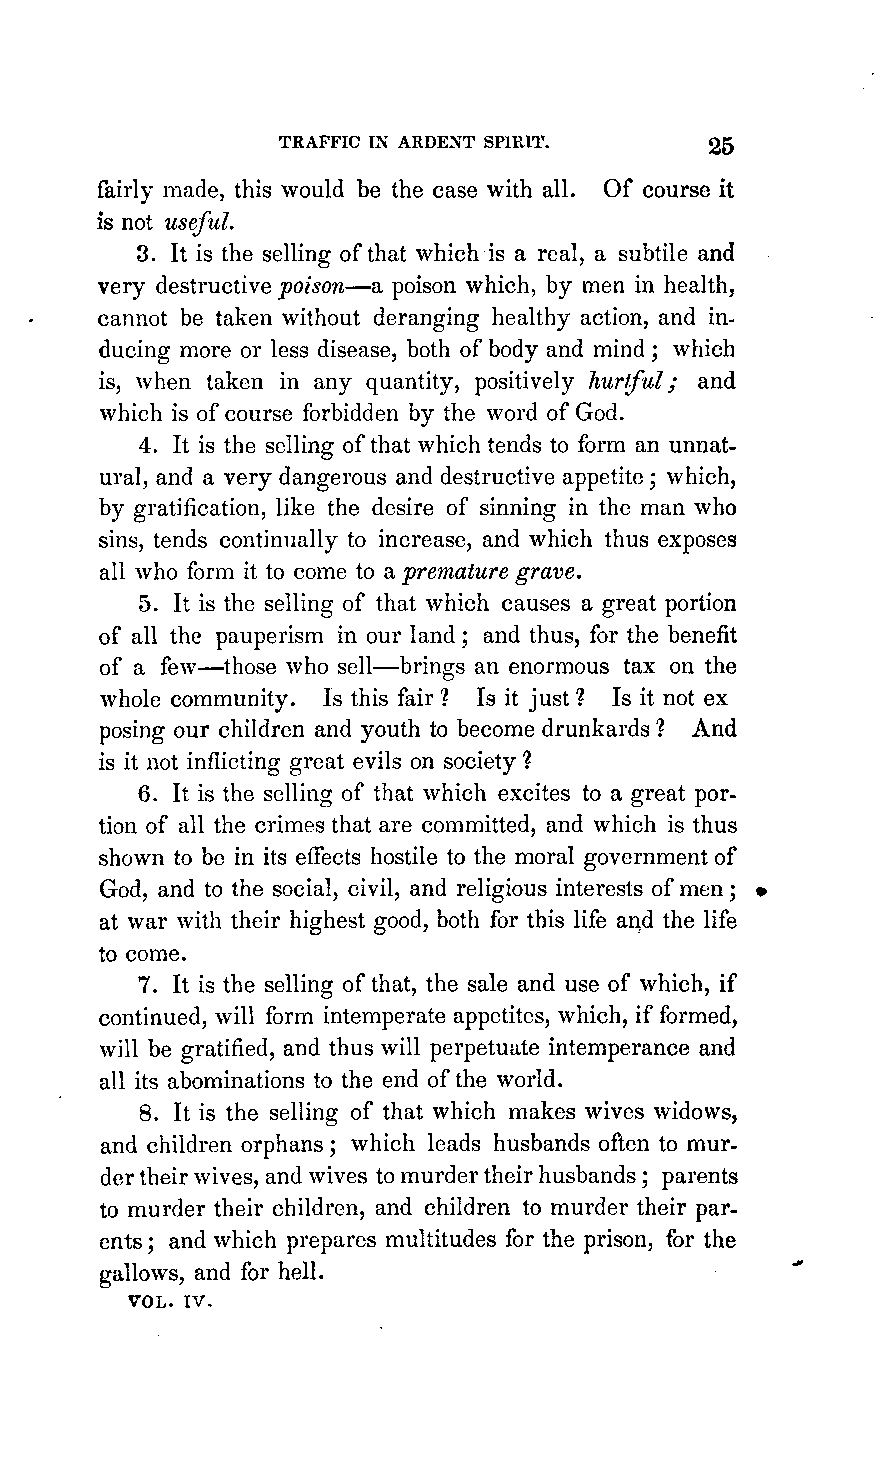 TRAFFIC IN ARDENT SPIRIT. 25
fairly made, this would be the case with all. Of course it
is not useful.
3. It is the selling of that which is a real, a subtile and
very destructive poison—a poison which, by men in health,
cannot be taken without deranging healthy action, and in-
ducing more or less disease, both of body and mind; which
is, when taken in any quantity, positively hurtful; and
which is of course forbidden by the word of God.
4. It is the selling of that which tends to form an unnat-
ural, and a very dangerous and destructive appetite; which,
by gratification, like the desire of sinning in the man who
sins, tends continually to increase, and which thus exposes
all who form it to come to a premature grave.
5. It is the selling of that which causes a great portion
of all the pauperism in our land; and thus, for the benefit
of a few—those who sell—brings an enormous tax on the
whole community. Is this fair? Is it just? Is it not ex
posing our children and youth to become drunkards? And
is it not inflicting great evils on society?
6. It is the selling of that which excites to a great por-
tion of all the crimes that are committed, and which is thus
shown to be in its effects hostile to the moral government of
God, and to the social, civil, and religious interests of men;
at war with their highest good, both for this life and the life
to come.
7. It is the selling of that, the sale and use of which, if
continued, will form intemperate appetites, which, if formed,
will be gratified, and thus will perpetuate intemperance and
all its abominations to the end of the world.
8. It is the selling of that which makes wives widows,
and children orphans; which leads husbands often to mur-
der their wives, and wives to murder their husbands; parents
to murder their children, and children to murder their par-
ents; and which prepares multitudes for the prison, for the
gallows, and for hell.
VOL. IV.